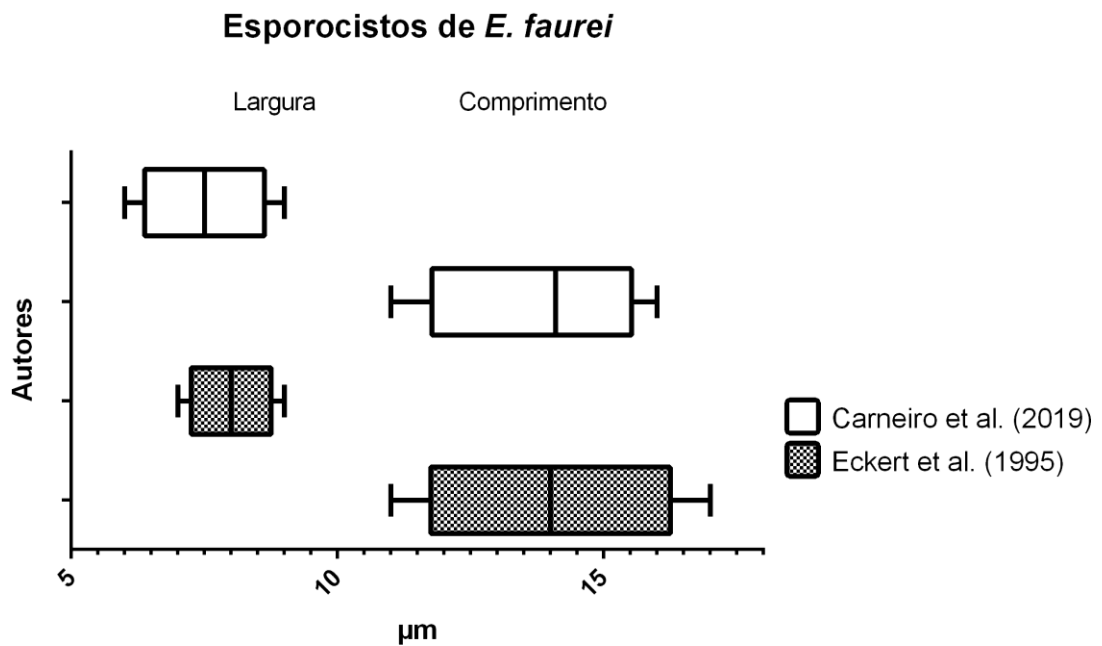 Esporocistos de E. faurei
Largura
Comprimento
Autores
Carneiro et al. (2019)
Eckert et al. (1995)
5
10
15
µm